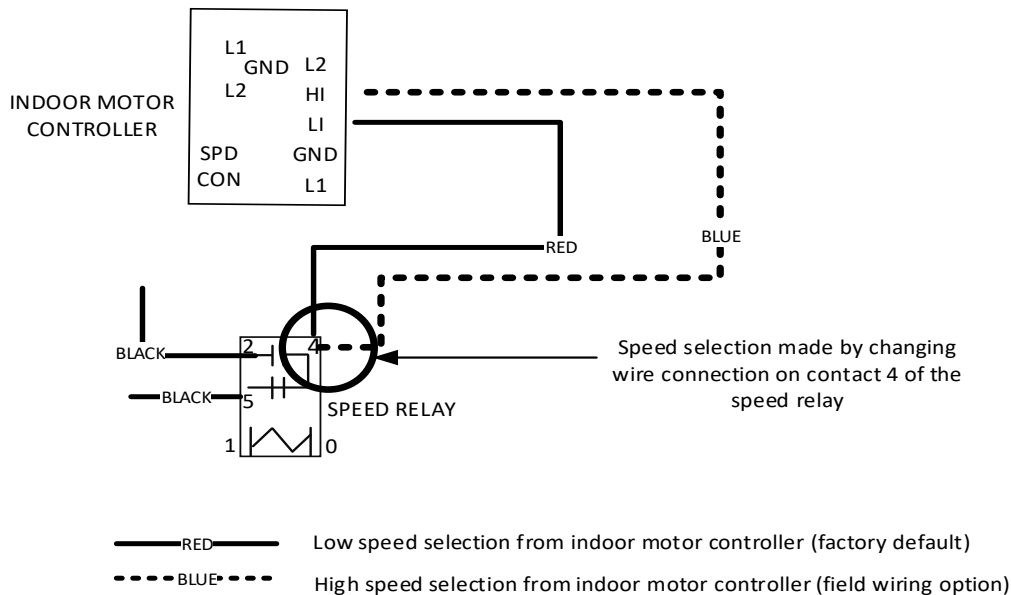 L1
GND L2
L2 HI
INDOOR MOTOR
CONTROLLER
LI
SPD GND
CON L1
BLUE
RED
2 4
BLACK
Speed selection made by changing
wire connection on contact 4 of the
speed relay
BLACK
5
SPEED RELAY
1 0
RED Low speed selection from indoor motor controller (factory default)
BLUE High speed selection from indoor motor controller (field wiring option)